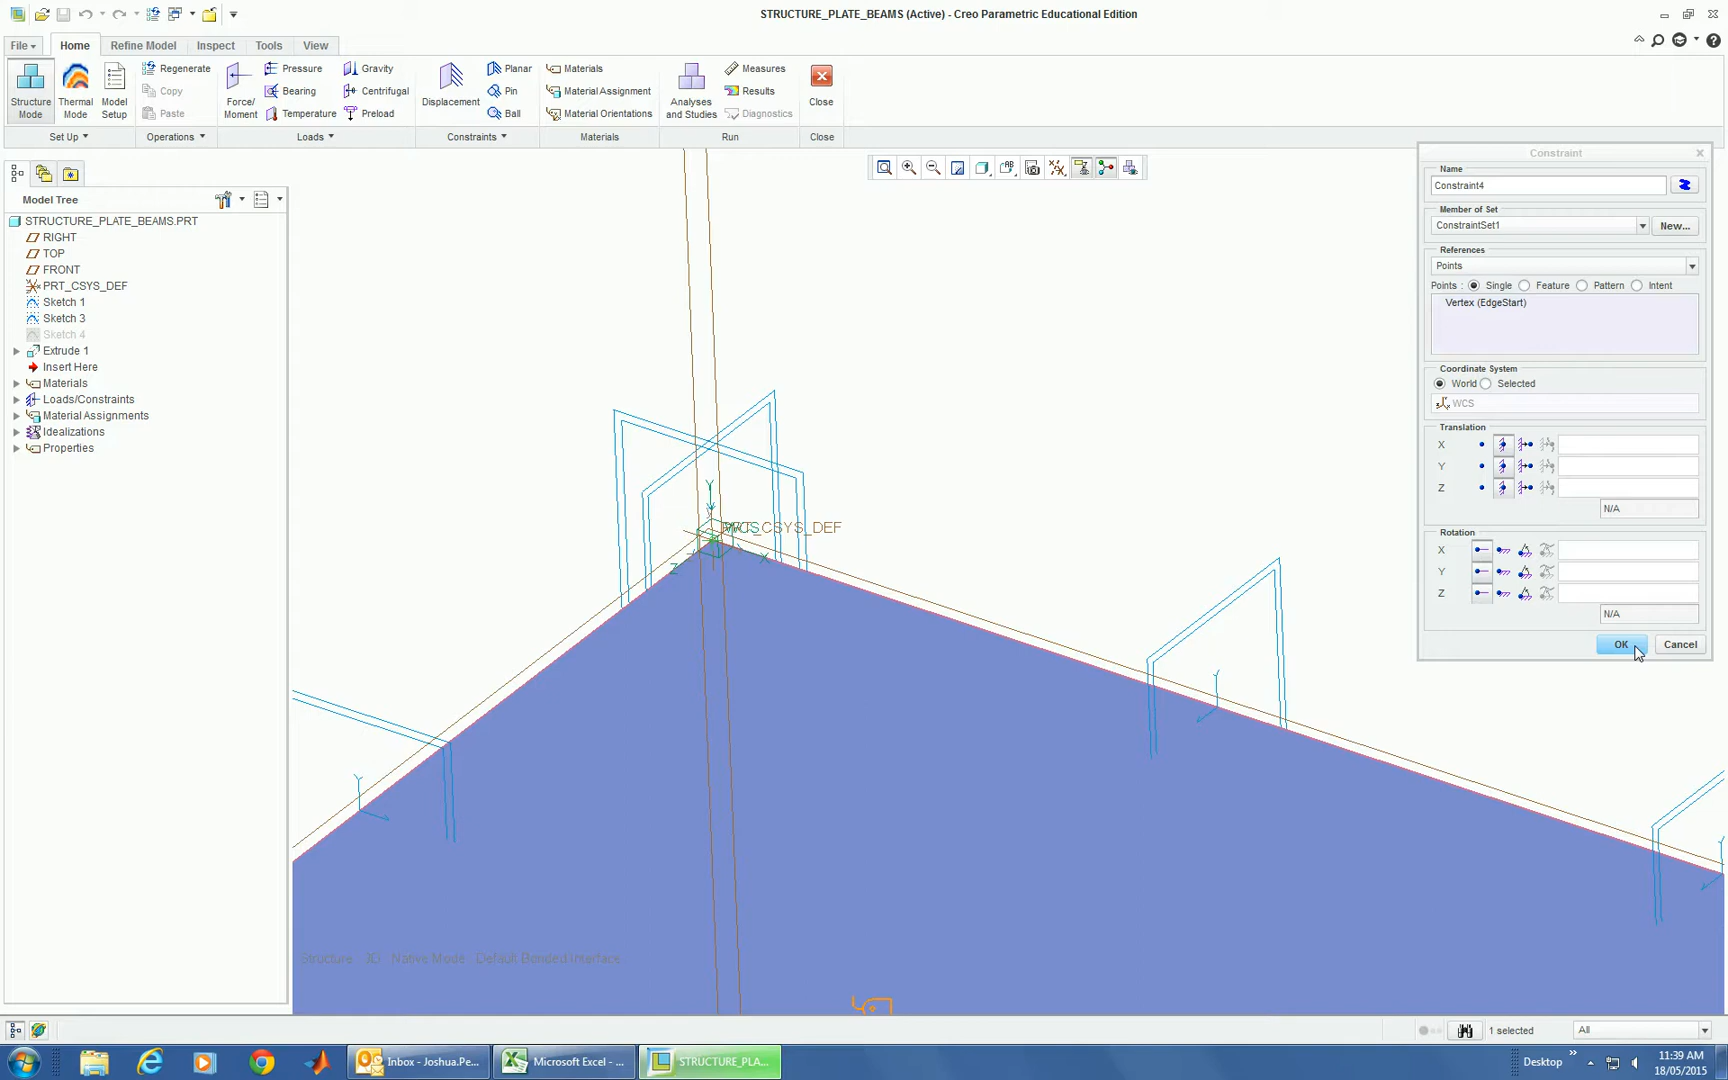 STRUCTURE_PLATE_BEAMS (Active) - Creo Parametric Educational Edition
File
Home
Refine Model
Inspect
Tools
View
Structure Mode
Thermal Mode
Model Setup
Regenerate
Copy
Paste
Force/Moment
Pressure
Bearing
Temperature
Gravity
Centrifugal
Preload
Displacement
Planar
Pin
Ball
Materials
Material Assignment
Material Orientations
Analyses and Studies
Measures
Results
Diagnostics
Close
Set Up
Operations
Loads
Constraints
Materials
Run
Close
Model Tree
STRUCTURE_PLATE_BEAMS.PRT
RIGHT
TOP
FRONT
PRT_CSYS_DEF
Sketch 1
Sketch 3
Sketch 4
Extrude 1
Insert Here
Materials
Loads/Constraints
Material Assignments
Idealizations
Properties
Constraint
Name
Constraint4
Member of Set
ConstraintSet1
New...
References
Points
Points : Single Feature Pattern Intent
Vertex (EdgeStart)
Coordinate System
World Selected
WCS
Translation
X
Y
Z
N/A
Rotation
X
Y
Z
N/A
OK
Cancel
Y
CSYS_DEF
X
Z
Y
Y
Y
Structure 3D Native Mode Default Bonded Interface
1 selected
All
Inbox - Joshua.Pe...
Microsoft Excel - ...
STRUCTURE_PLA...
Desktop
11:39 AM
18/05/2015